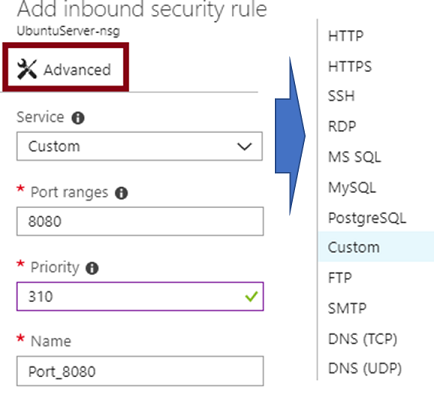 Add inbound security rule
UbuntuServer-nsg
Advanced
Service
Custom
* Port ranges
8080
* Priority
310
* Name
Port_8080
HTTP
HTTPS
SSH
RDP
MS SQL
MySQL
PostgreSQL
Custom
FTP
SMTP
DNS (TCP)
DNS (UDP)